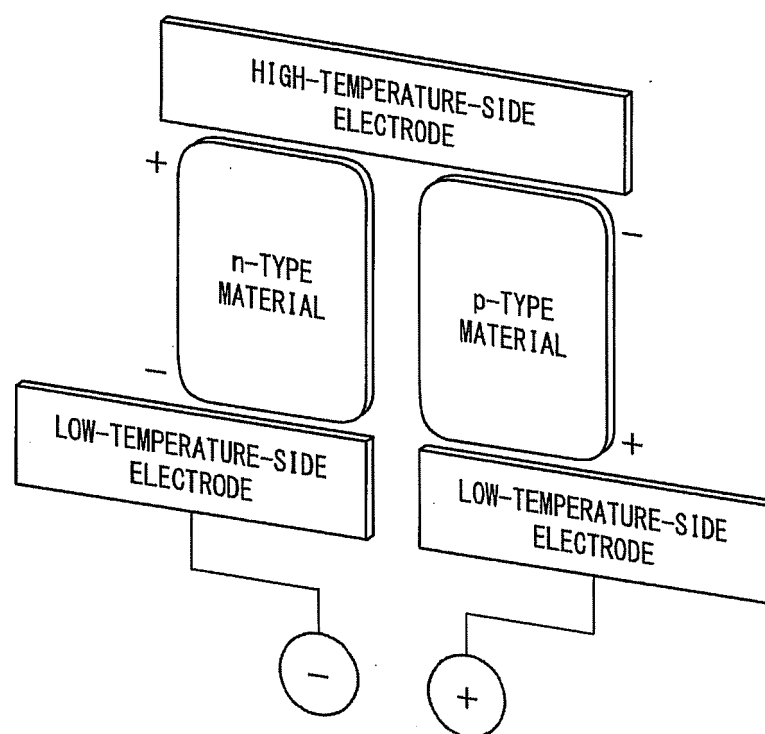 HIGH-TEMPERATURE-SIDE
ELECTRODE
+
n-TYPE
MATERIAL
-
-
p-TYPE
MATERIAL
+
LOW-TEMPERATURE-SIDE
ELECTRODE
LOW-TEMPERATURE-SIDE
ELECTRODE
-
+